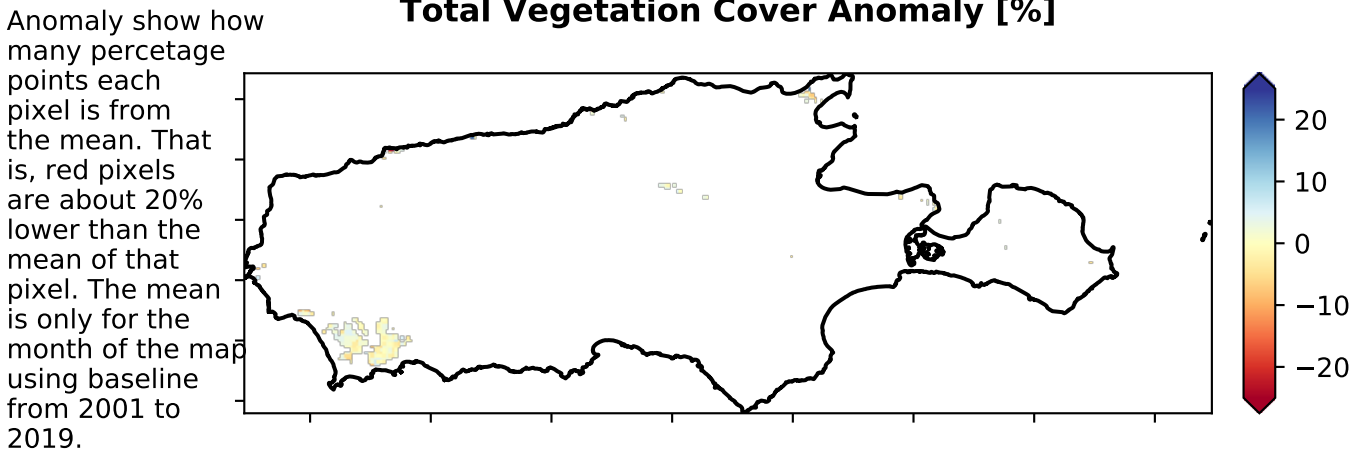 Total Vegetation Cover Anomaly [%]
Anomaly show how
many percetage
points each
pixel is from
the mean. That
is, red pixels
are about 20%
lower than the
mean of that
pixel. The mean
is only for the
month of the map
using baseline
from 2001 to
2019.
20
10
0
−10
−20